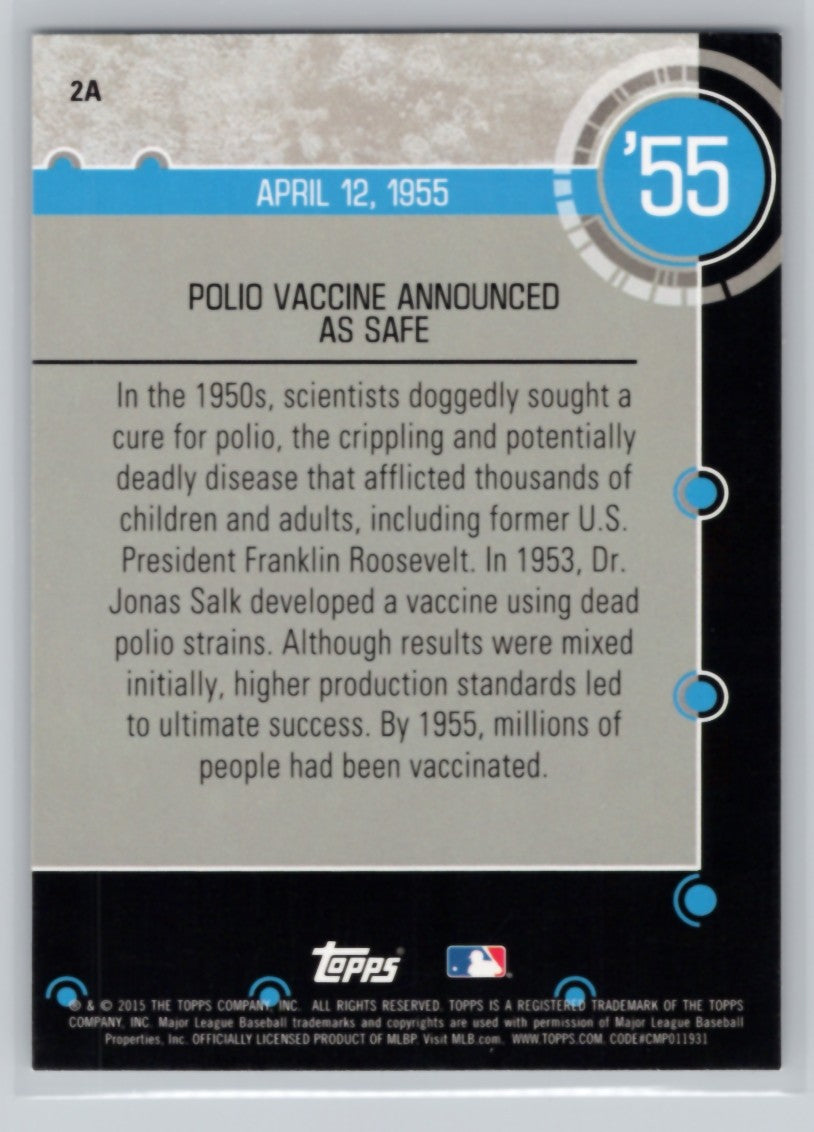 2A
'55
APRIL 12, 1955
POLIO VACCINE ANNOUNCED
AS SAFE
In the 1950s, scientists doggedly sought a
cure for polio, the crippling and potentially
deadly disease that afflicted thousands of
children and adults, including former U.S.
President Franklin Roosevelt. In 1953, Dr.
Jonas Salk developed a vaccine using dead
polio strains. Although results were mixed
initially, higher production standards led
to ultimate success. By 1955, millions of
people had been vaccinated.
Topps
® & © 2015 THE TOPPS COMPANY, INC. ALL RIGHTS RESERVED. TOPPS IS A REGISTERED TRADEMARK OF THE TOPPS
COMPANY, INC. Major League Baseball trademarks and copyrights are used with permission of Major League Baseball
Properties, Inc. OFFICIALLY LICENSED PRODUCT OF MLBP. Visit MLB.com. WWW.TOPPS.COM. CODE#CMP011931